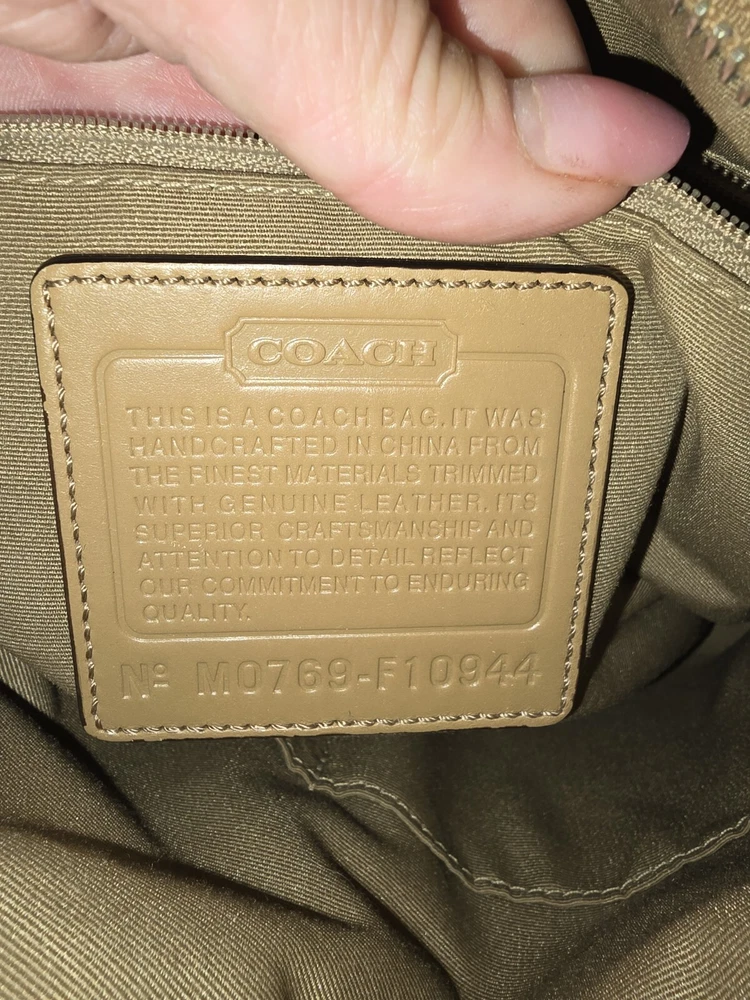 COACH
THIS IS A COACH BAG. IT WAS
HANDCRAFTED IN CHINA FROM
THE FINEST MATERIALS TRIMMED
WITH GENUINE LEATHER. ITS
SUPERIOR CRAFTSMANSHIP AND
ATTENTION TO DETAIL REFLECT
OUR COMMITMENT TO ENDURING
QUALITY.
Nº M0769-F10944